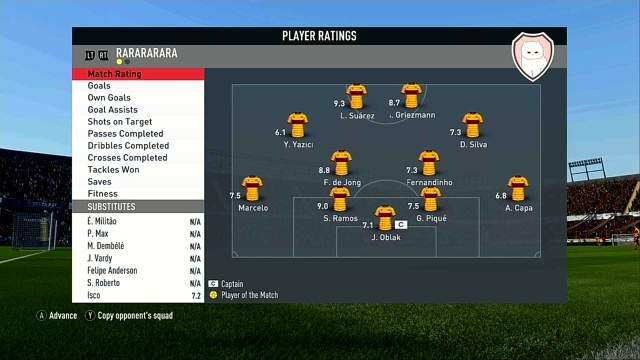 PLAYER RATINGS
LT RT RARARARARA
Match Rating
Goals
Own Goals
Goal Assists
Shots on Target
Passes Completed
Dribbles Completed
Crosses Completed
Tackles Won
Saves
Fitness
SUBSTITUTES
É. Militão N/A
P. Max N/A
M. Dembélé N/A
J. Vardy N/A
Felipe Anderson N/A
S. Roberto N/A
Isco 7.2
9.3 8.7
L. Suárez . Griezmann
6.1 7.3
Y. Yazıcı D. Silva
8.8 7.3
F. de Jong Fernandinho
7.5 6.8
Marcelo A. Capa
9.0 7.5
S. Ramos G. Piqué
7.1 C
J. Oblak
C Captain
Player of the Match
A Advance Y Copy opponent's squad